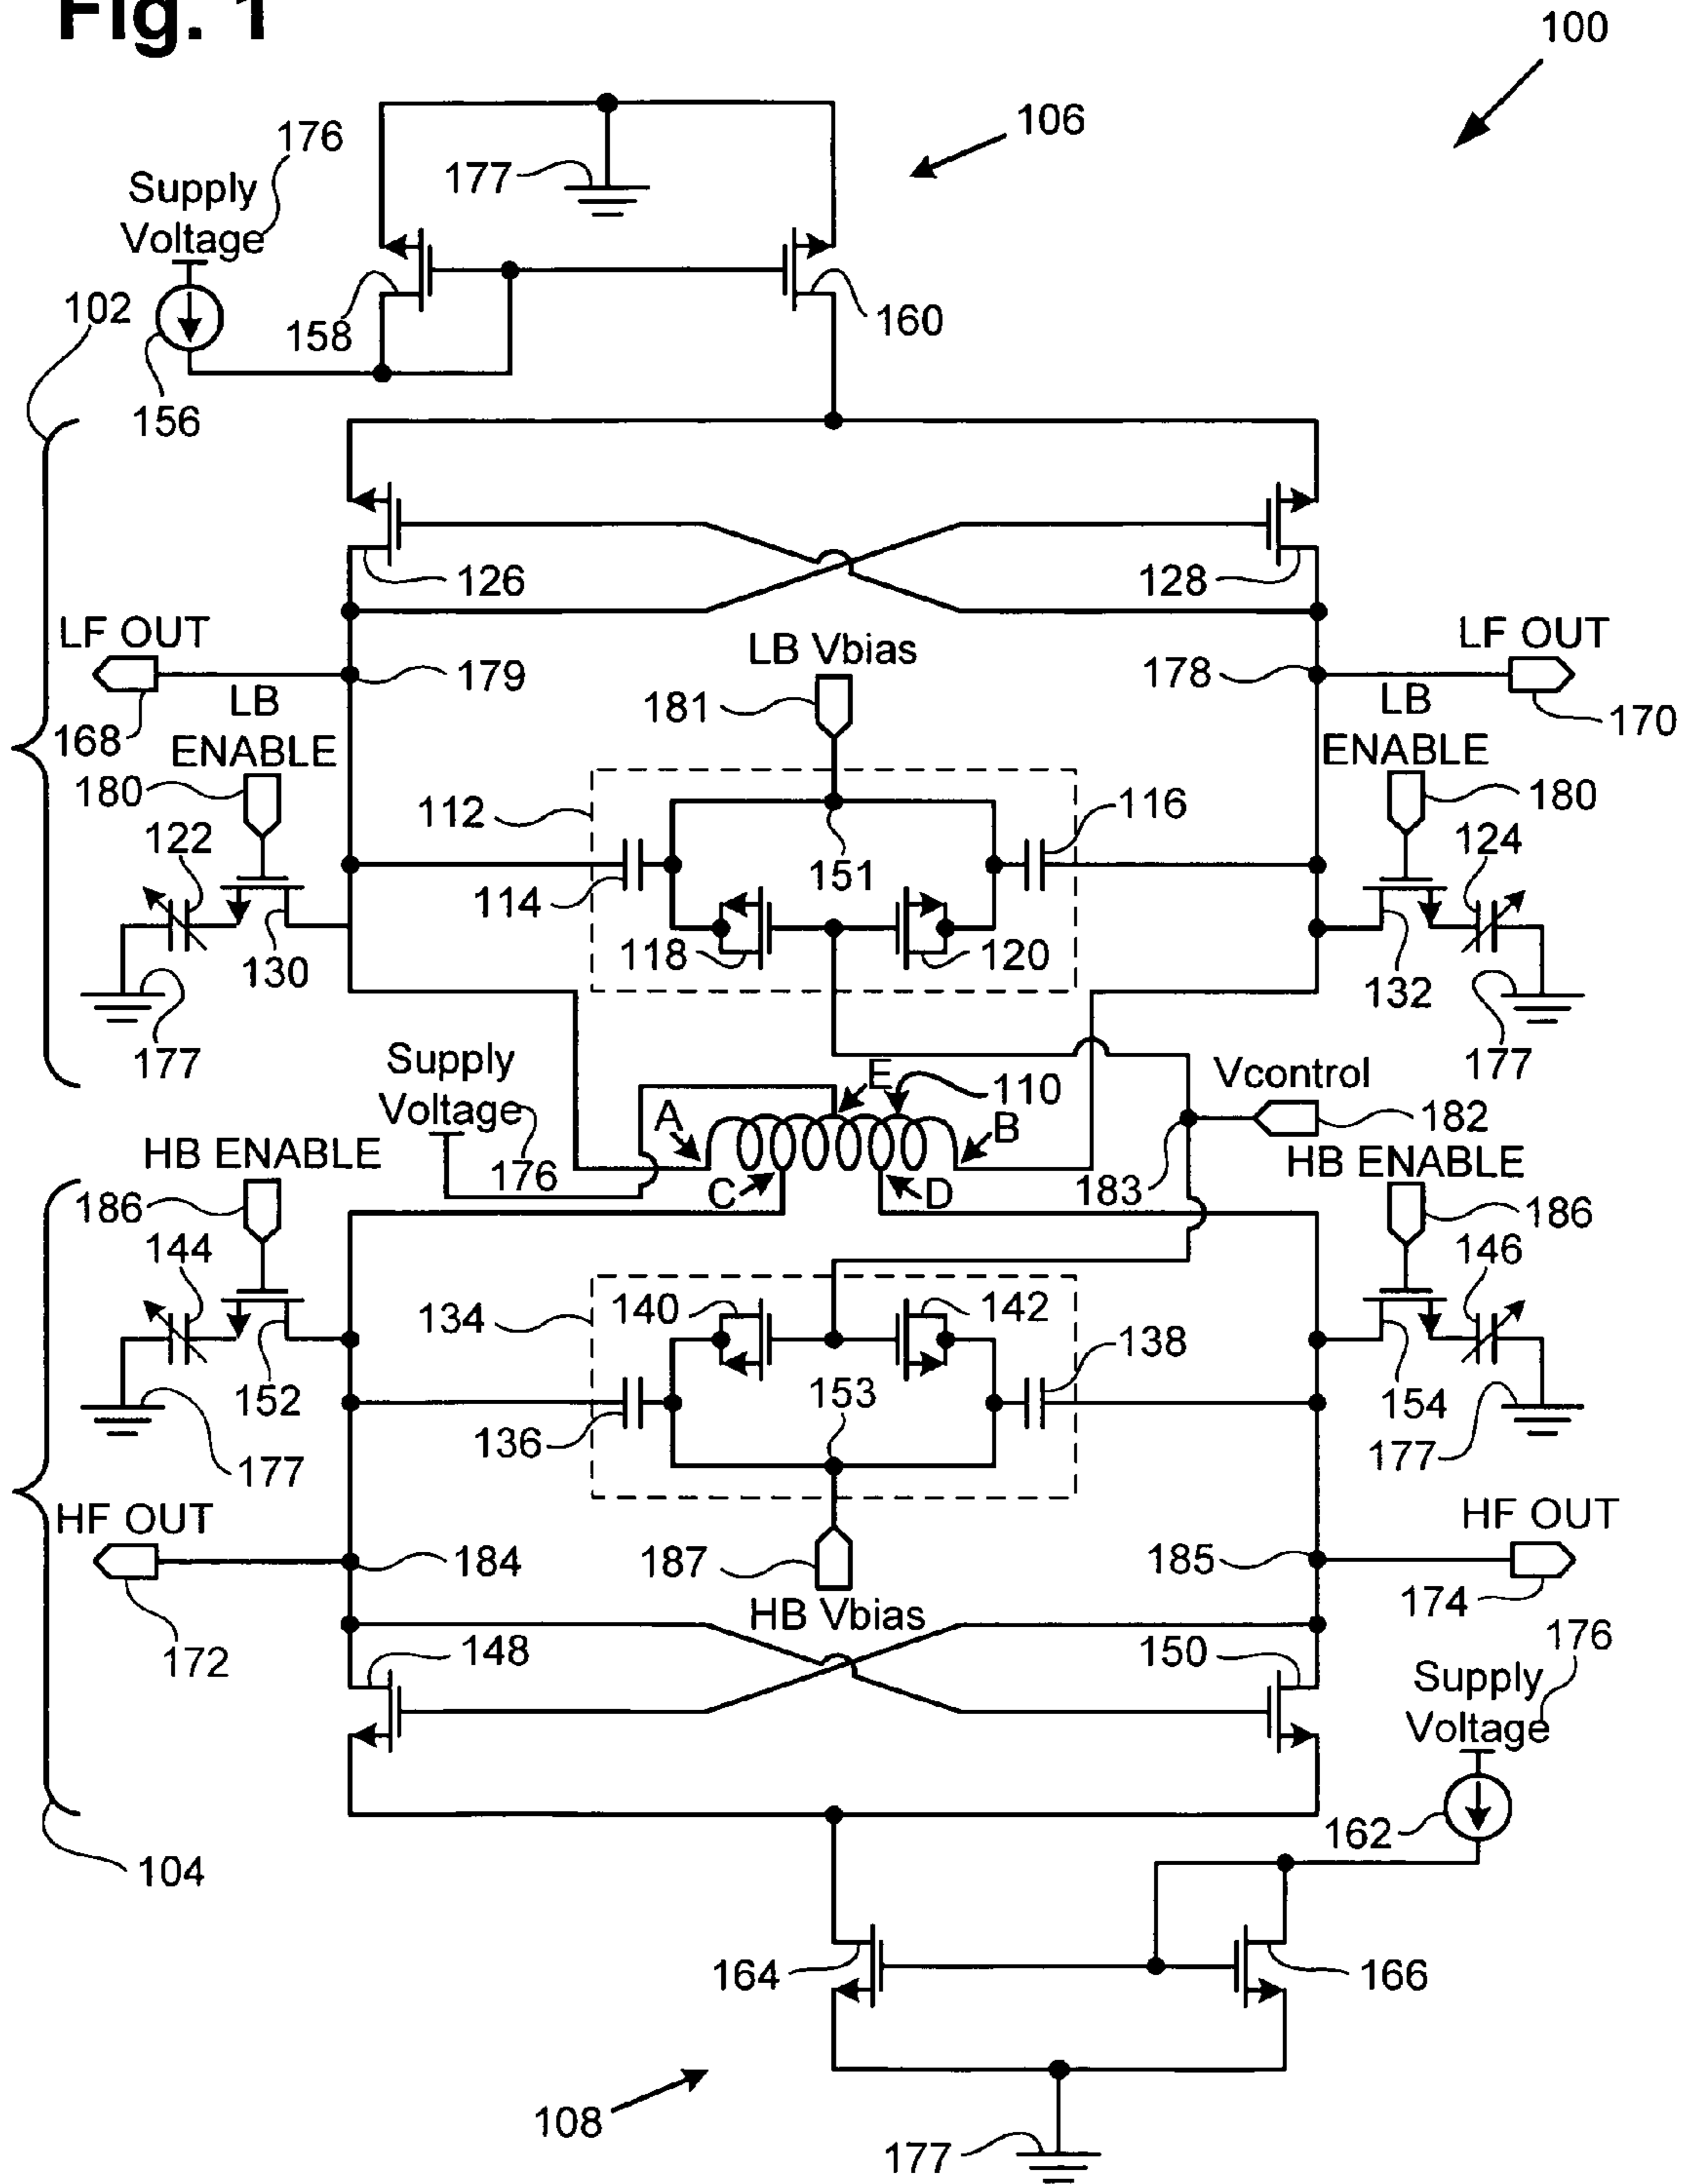 Fig. 1
100
106
176
177
Supply
Voltage
102
158
160
156
126
128
LF OUT
LB Vbias
LF OUT
179
178
LB
181
LB
168
170
ENABLE
ENABLE
180
180
112
116
122
124
114
151
118
120
130
132
177
177
Supply
Voltage
E
110
Vcontrol
A
B
182
HB ENABLE
176
HB ENABLE
C
D
183
186
186
144
146
134
140
142
138
152
153
154
136
177
177
HF OUT
HF OUT
184
187
185
174
HB Vbias
172
148
150
176
Supply
Voltage
162
104
164
166
108
177